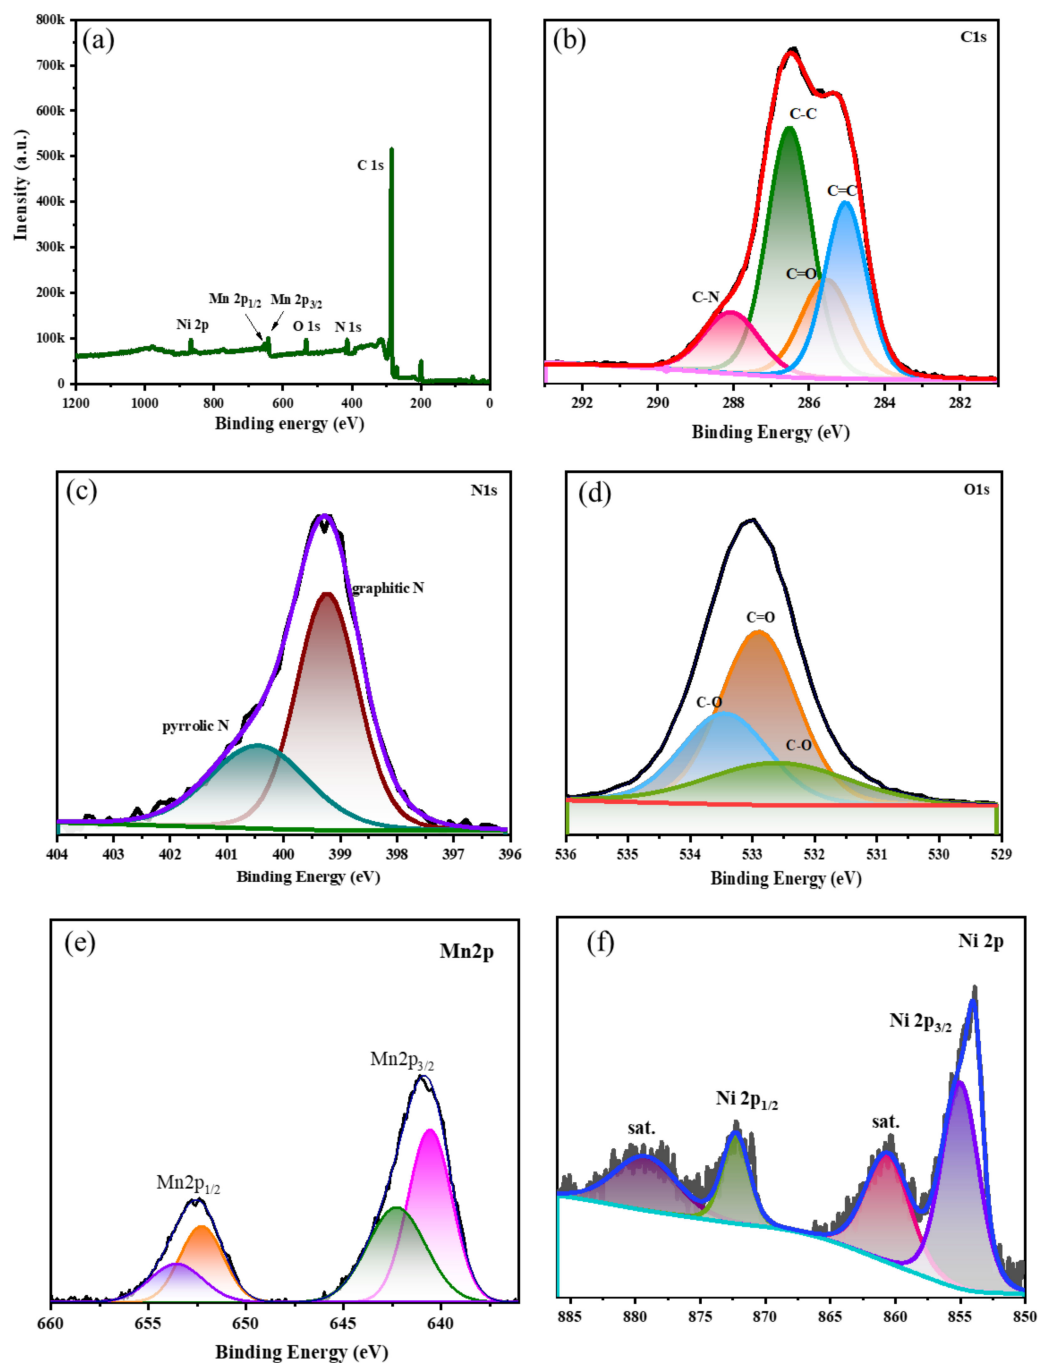 (a)
800k
700k
600k
500k
400k
300k
200k
100k
0
Inensity (a.u.)
C 1s
Mn 2p1/2
Mn 2p3/2
Ni 2p
O 1s
N 1s
1200 1000 800 600 400 200 0
Binding energy (eV)
(b)
C1s
C-C
C=C
C=O
C-N
292 290 288 286 284 282
Binding Energy (eV)
(c)
N1s
graphitic N
pyrrolic N
404 403 402 401 400 399 398 397 396
Binding Energy (eV)
(d)
O1s
C=O
C-O
C-O
536 535 534 533 532 531 530 529
Binding Energy (eV)
(e)
Mn2p
Mn2p3/2
Mn2p1/2
660 655 650 645 640
Binding Energy (eV)
(f)
Ni 2p
Ni 2p3/2
Ni 2p1/2
sat.
sat.
885 880 875 870 865 860 855 850
Binding Energy (eV)